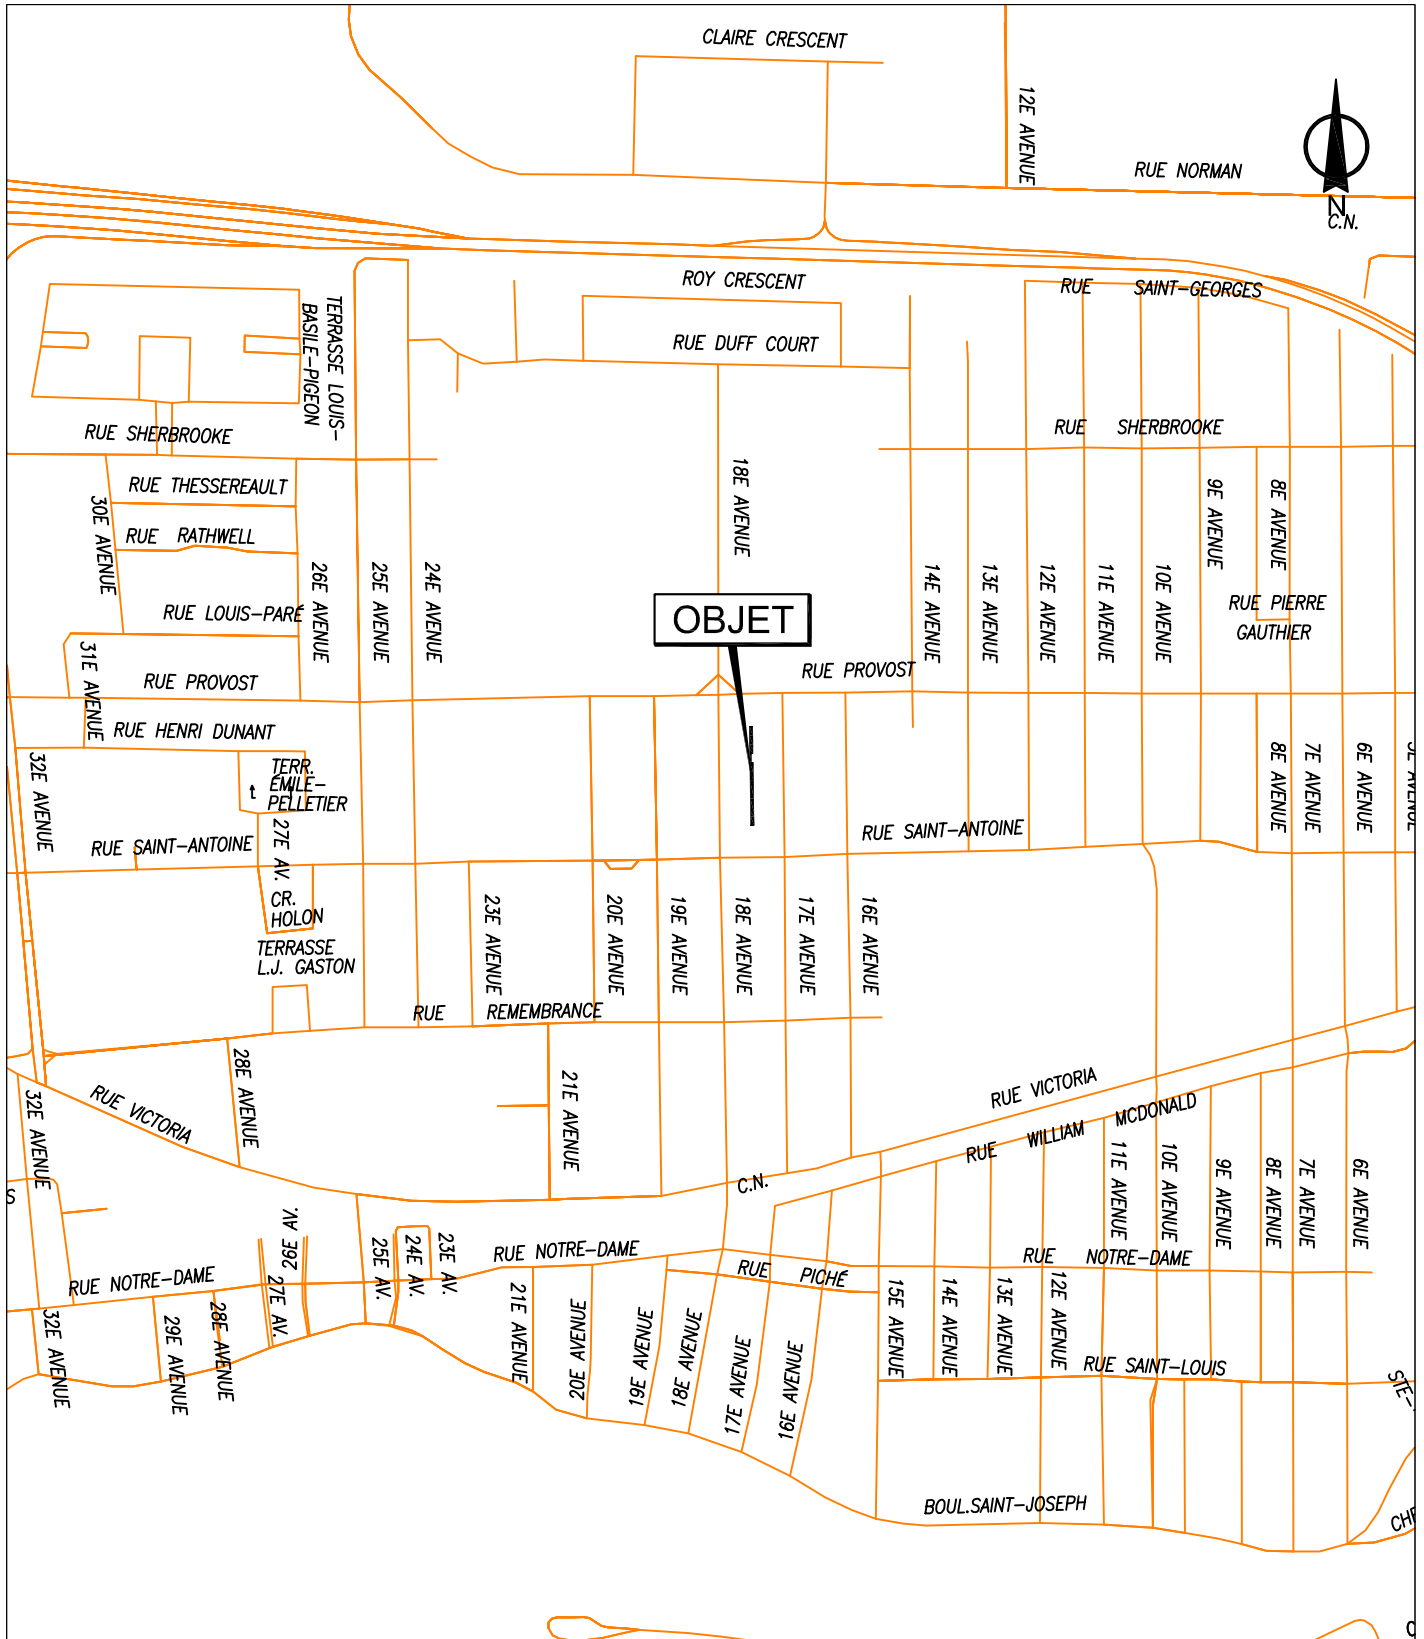 CLAIRE CRESCENT
12E AVENUE
RUE NORMAN
N
C.N.
ROY CRESCENT
RUE SAINT-GEORGES
TERRASSE LOUIS-
BASILE-PIGEON
RUE DUFF COURT
RUE SHERBROOKE
RUE SHERBROOKE
RUE THESSEREAULT
30E AVENUE
RUE RATHWELL
18E AVENUE
9E AVENUE
8E AVENUE
26E AVENUE
25E AVENUE
24E AVENUE
14E AVENUE
13E AVENUE
12E AVENUE
11E AVENUE
10E AVENUE
RUE LOUIS-PARÉ
OBJET
RUE PIERRE
GAUTHIER
31E AVENUE
RUE PROVOST
RUE PROVOST
RUE HENRI DUNANT
32E AVENUE
TERR.
ÉMILE-
PELLETIER
8E AVENUE
7E AVENUE
6E AVENUE
5E AVENUE
RUE SAINT-ANTOINE
27E AV.
RUE SAINT-ANTOINE
CR.
HOLON
23E AVENUE
20E AVENUE
19E AVENUE
18E AVENUE
17E AVENUE
16E AVENUE
TERRASSE
L.J. GASTON
RUE REMEMBRANCE
28E AVENUE
21E AVENUE
RUE VICTORIA
32E AVENUE
RUE VICTORIA
RUE WILLIAM MCDONALD
11E AVENUE
10E AVENUE
9E AVENUE
8E AVENUE
7E AVENUE
6E AVENUE
S
C.N.
26E AV.
25E AV.
24E AV.
23E AV.
RUE NOTRE-DAME
RUE NOTRE-DAME
RUE NOTRE-DAME
27E AV.
RUE PICHÉ
32E AVENUE
29E AVENUE
28E AVENUE
21E AVENUE
20E AVENUE
19E AVENUE
18E AVENUE
17E AVENUE
16E AVENUE
15E AVENUE
14E AVENUE
13E AVENUE
12E AVENUE
RUE SAINT-LOUIS
STE-
BOUL.SAINT-JOSEPH
CHE